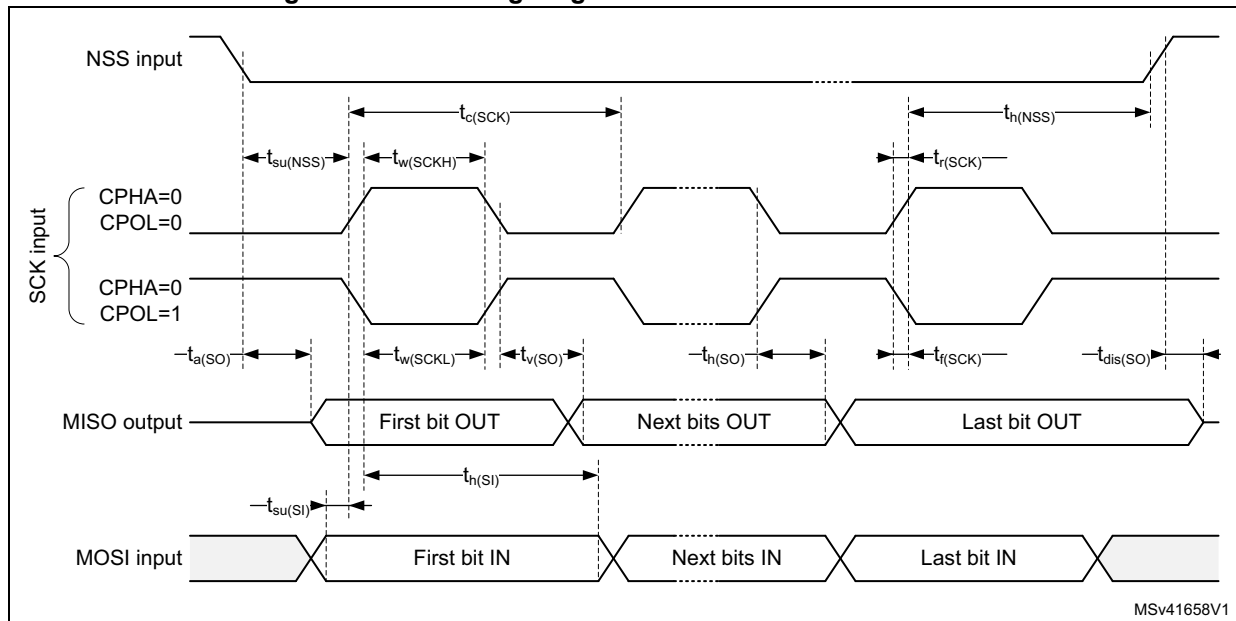 NSS input
tc(SCK)
th(NSS)
tsu(NSS)
tw(SCKH)
tr(SCK)
SCK input
CPHA=0
CPOL=0
CPHA=0
CPOL=1
ta(SO)
tw(SCKL)
tv(SO)
th(SO)
tf(SCK)
tdis(SO)
MISO output
First bit OUT
Next bits OUT
Last bit OUT
th(SI)
tsu(SI)
MOSI input
First bit IN
Next bits IN
Last bit IN
MSv41658V1